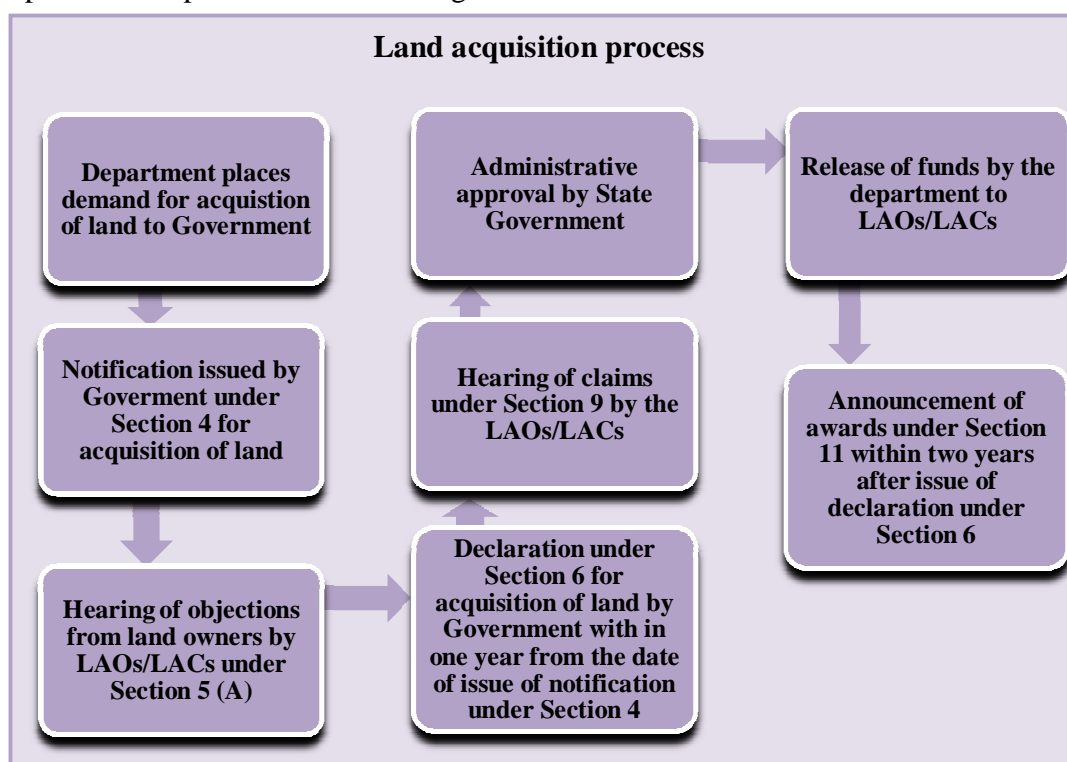 Land acquisition process
Department places
demand for acquistion
of land to Government
Notification issued by
Goverment under
Section 4 for
acquisition of land
Hearing of objections
from land owners by
LAOs/LACs under
Section 5 (A)
Declaration under
Section 6 for
acquisition of land by
Government with in
one year from the date
of issue of notification
under Section 4
Hearing of claims
under Section 9 by the
LAOs/LACs
Administrative
approval by State
Government
Release of funds by the
department to
LAOs/LACs
Announcement of
awards under Section
11 within two years
after issue of
declaration under
Section 6